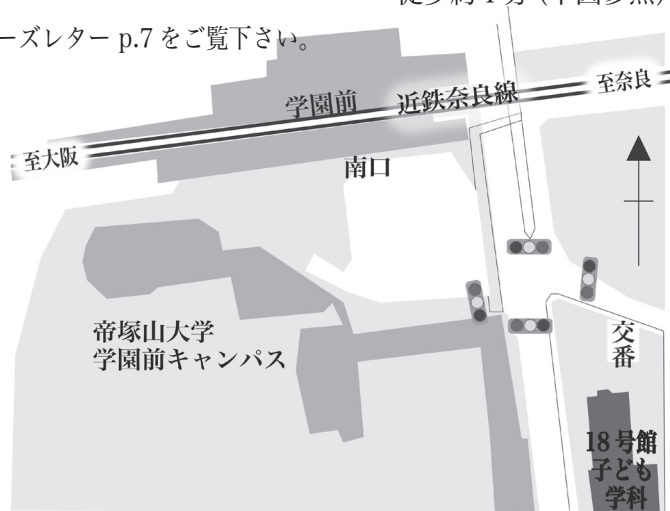 ーズレター p.7 をご覧下さい。
学園前
近鉄奈良線
至奈良
至大阪
南口
帝塚山大学
学園前キャンパス
交番
18号館
子ども
学科